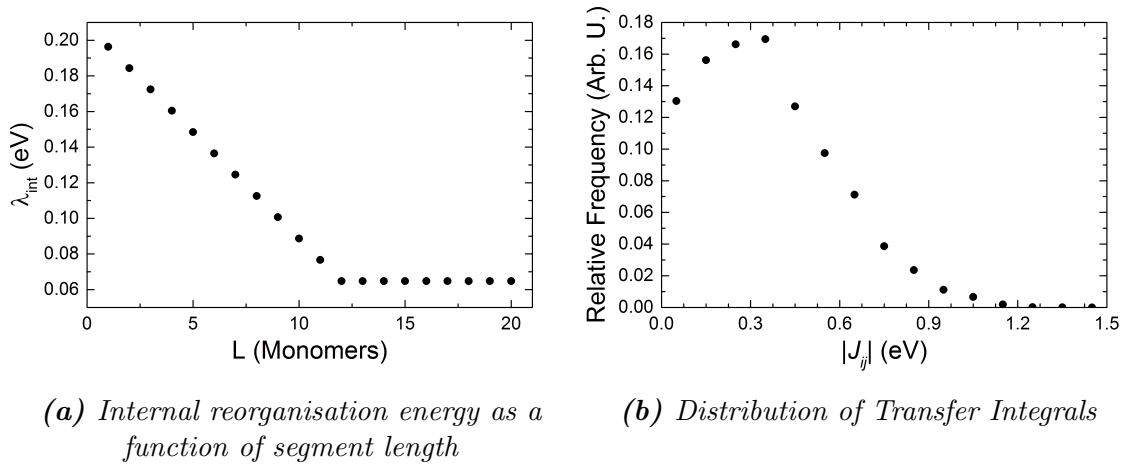 0.20
0.18
0.16
0.14
0.12
0.10
0.08
0.06
λint (eV)
0 5 10 15 20
L (Monomers)
0.18
0.16
0.14
0.12
0.10
0.08
0.06
0.04
0.02
0.00
Relative Frequency (Arb. U.)
0.0 0.3 0.6 0.9 1.2 1.5
|Jij| (eV)
(a) Internal reorganisation energy as a
function of segment length
(b) Distribution of Transfer Integrals